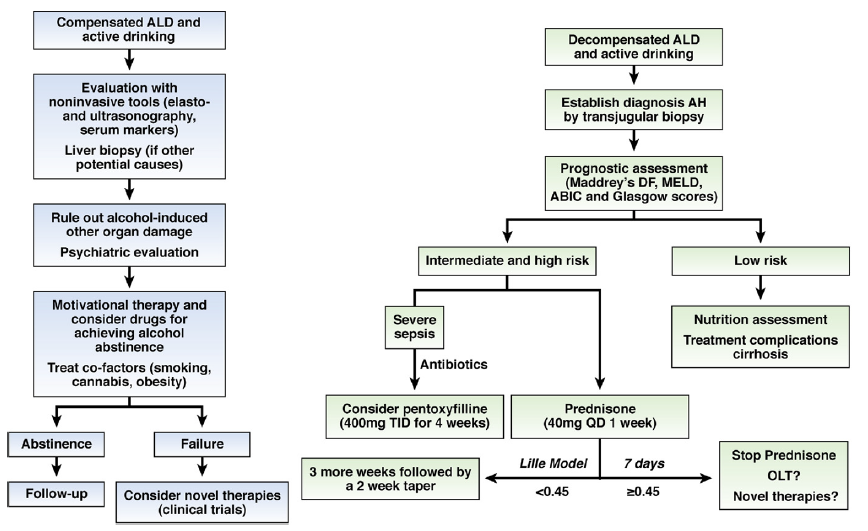 Compensated ALD and
active drinking
Evaluation with
noninvasive tools (elasto-
and ultrasonography,
serum markers)
Liver biopsy (if other
potential causes)
Rule out alcohol-induced
other organ damage
Psychiatric evaluation
Motivational therapy and
consider drugs for
achieving alcohol
abstinence
Treat co-factors (smoking,
cannabis, obesity)
Abstinence
Failure
Follow-up
Consider novel therapies
(clinical trials)
Decompensated ALD
and active drinking
Establish diagnosis AH
by transjugular biopsy
Prognostic assessment
(Maddrey's DF, MELD,
ABIC and Glasgow scores)
Intermediate and high risk
Low risk
Severe
sepsis
Antibiotics
Nutrition assessment
Treatment complications
cirrhosis
Consider pentoxyfilline
(400mg TID for 4 weeks)
Prednisone
(40mg QD 1 week)
3 more weeks followed by
a 2 week taper
Lille Model
7 days
<0.45
≥0.45
Stop Prednisone
OLT?
Novel therapies?